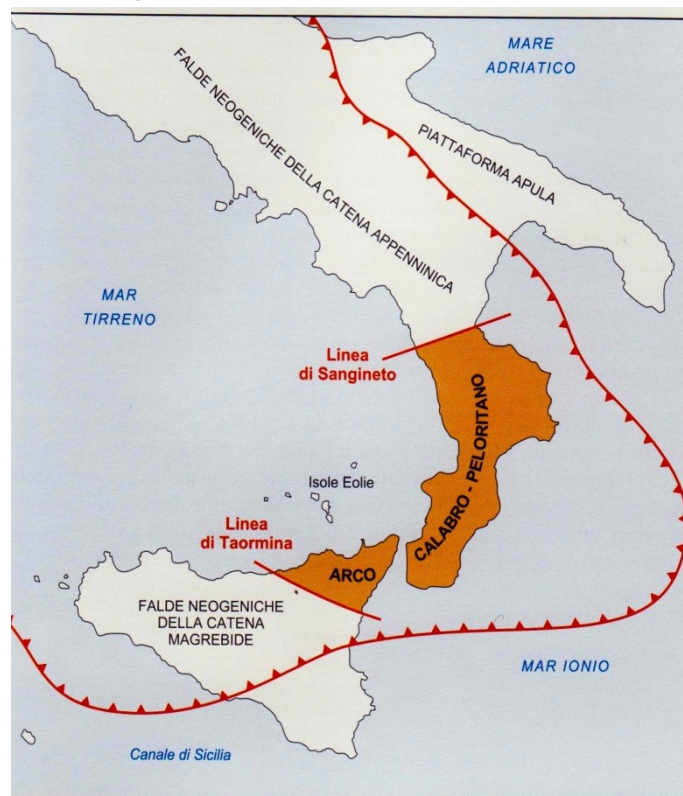 MARE
ADRIATICO
FALDE NEOGENICHE DELLA CATENA APPENNINICA
PIATTAFORMA APULA
MAR
TIRRENO
Linea
di Sangineto
CALABRO - PELORITANO
Isole Eolie
Linea
di Taormina
ARCO
FALDE NEOGENICHE
DELLA CATENA
MAGREBIDE
MAR IONIO
Canale di Sicilia